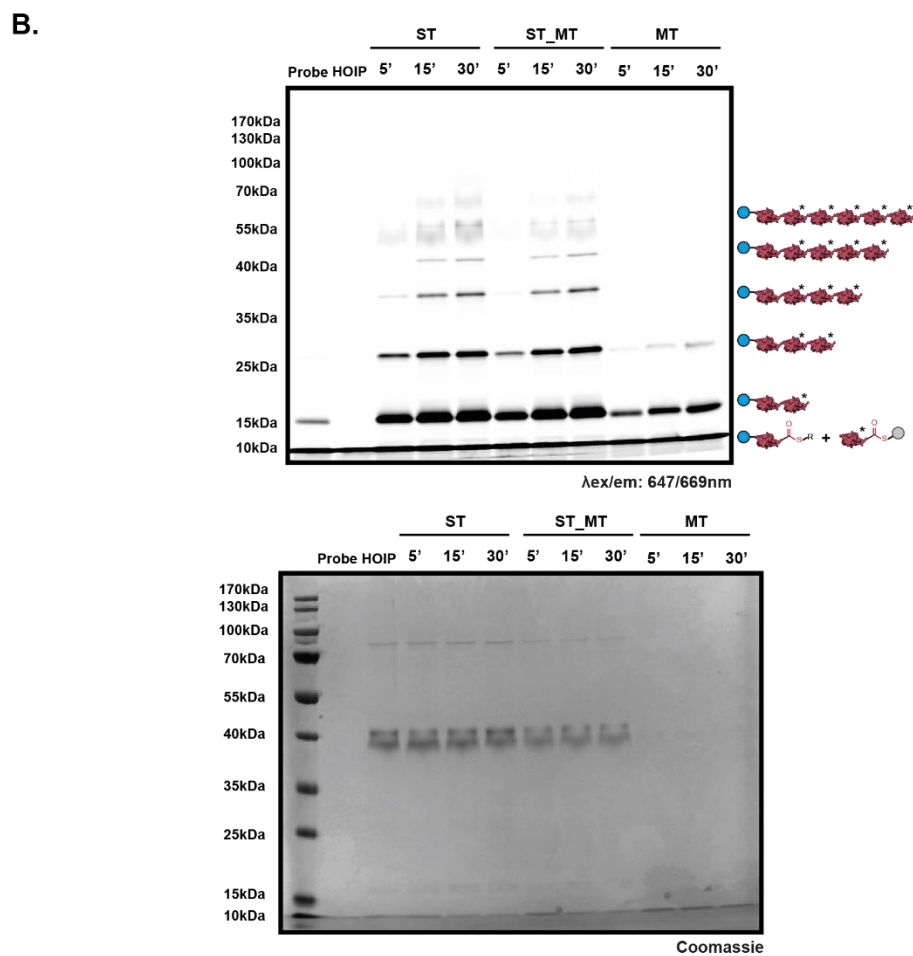 B.
ST ST_MT MT
Probe HOIP 5’ 15’ 30’ 5’ 15’ 30’ 5’ 15’ 30’
170kDa
130kDa
100kDa
70kDa
55kDa
40kDa
35kDa
25kDa
15kDa
10kDa
* * * * *
* * * *
* * *
* *
*
O S R + * O S
λex/em: 647/669nm
ST ST_MT MT
Probe HOIP 5’ 15’ 30’ 5’ 15’ 30’ 5’ 15’ 30’
170kDa
130kDa
100kDa
70kDa
55kDa
40kDa
35kDa
25kDa
15kDa
10kDa
Coomassie